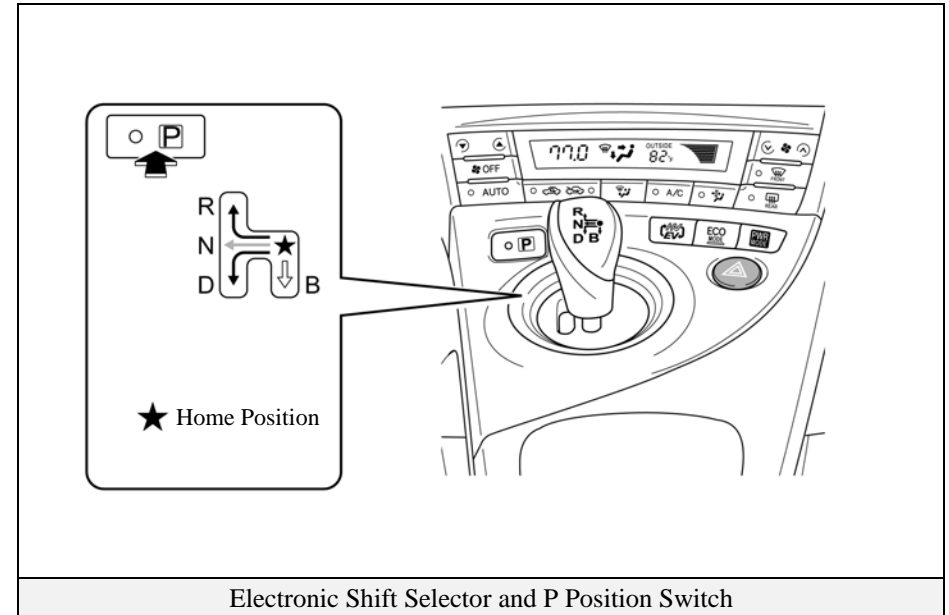 P
R
N
D B
★ Home Position
77.0 OUTSIDE 82°F
OFF
FRONT
AUTO A/C REAR
R
N
D B
P
EV ECO MODE PWR MODE
Electronic Shift Selector and P Position Switch